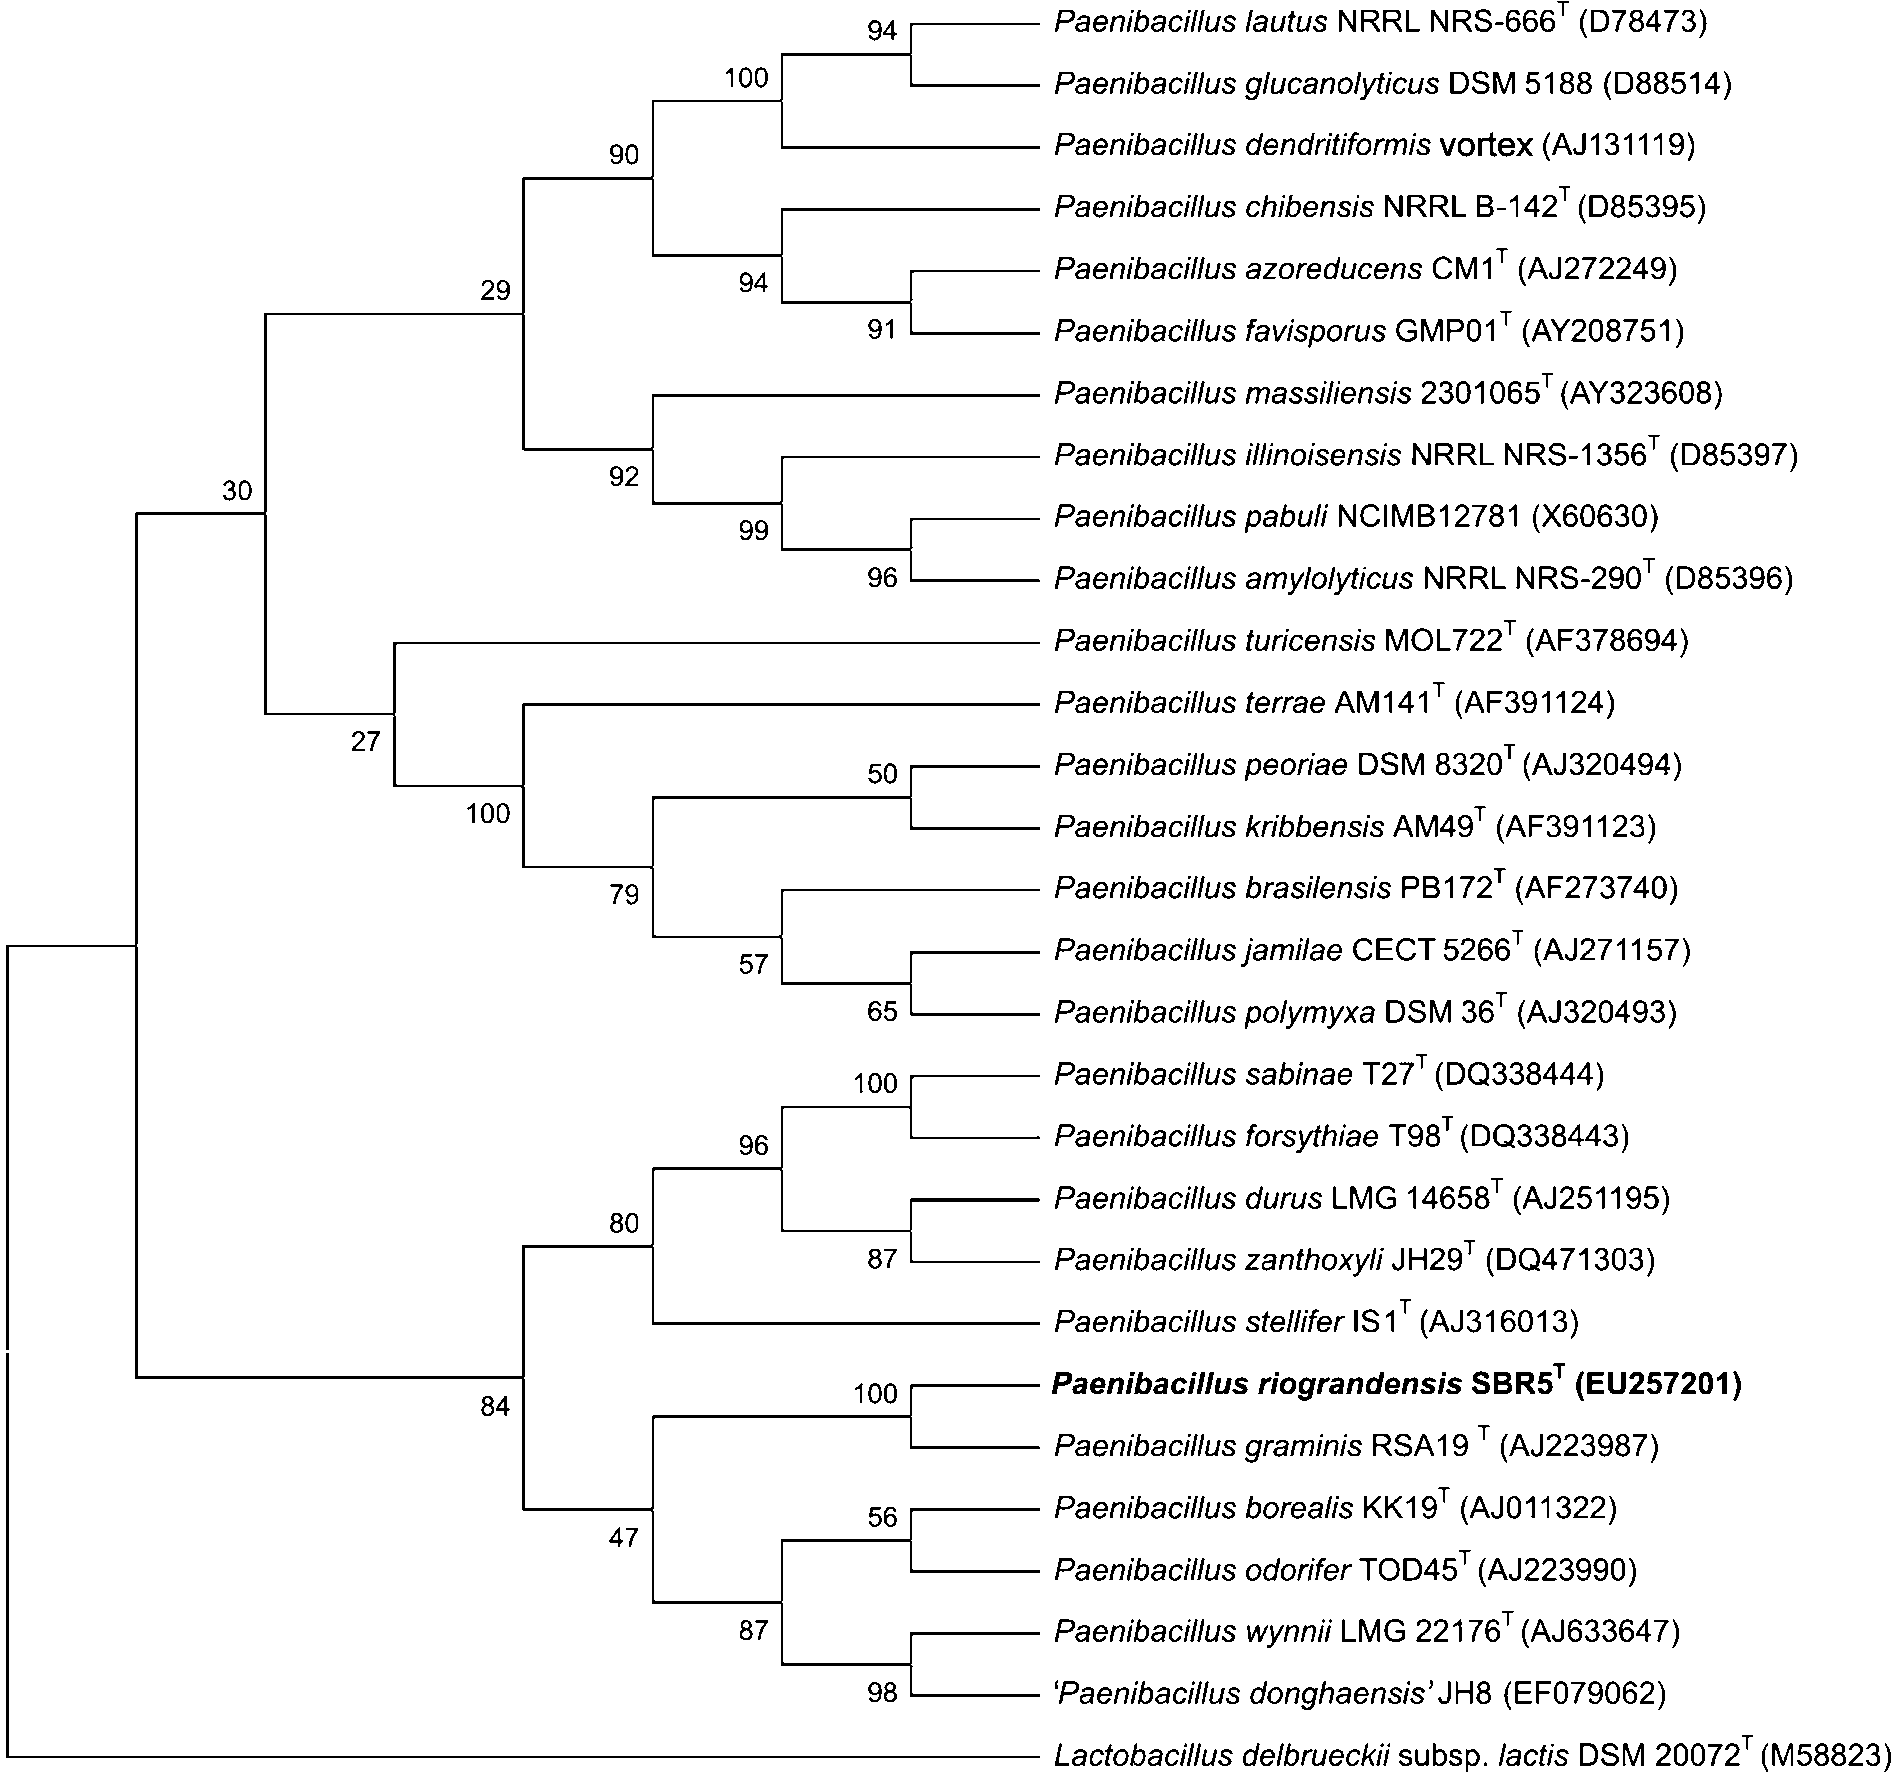 94
Paenibacillus lautus NRRL NRS-666T (D78473)
100
Paenibacillus glucanolyticus DSM 5188 (D88514)
90
Paenibacillus dendritiformis vortex (AJ131119)
Paenibacillus chibensis NRRL B-142T (D85395)
29
94
Paenibacillus azoreducens CM1T (AJ272249)
91
Paenibacillus favisporus GMP01T (AY208751)
Paenibacillus massiliensis 2301065T (AY323608)
92
Paenibacillus illinoisensis NRRL NRS-1356T (D85397)
30
99
Paenibacillus pabuli NCIMB12781 (X60630)
96
Paenibacillus amylolyticus NRRL NRS-290T (D85396)
Paenibacillus turicensis MOL722T (AF378694)
27
Paenibacillus terrae AM141T (AF391124)
50
Paenibacillus peoriae DSM 8320T (AJ320494)
100
Paenibacillus kribbensis AM49T (AF391123)
79
Paenibacillus brasilensis PB172T (AF273740)
57
Paenibacillus jamilae CECT 5266T (AJ271157)
65
Paenibacillus polymyxa DSM 36T (AJ320493)
100
Paenibacillus sabinae T27T (DQ338444)
96
Paenibacillus forsythiae T98T (DQ338443)
80
Paenibacillus durus LMG 14658T (AJ251195)
87
Paenibacillus zanthoxyli JH29T (DQ471303)
Paenibacillus stellifer IS1T (AJ316013)
84
100
Paenibacillus riograndensis SBR5T (EU257201)
Paenibacillus graminis RSA19 T (AJ223987)
47
56
Paenibacillus borealis KK19T (AJ011322)
Paenibacillus odorifer TOD45T (AJ223990)
87
Paenibacillus wynnii LMG 22176T (AJ633647)
98
‘Paenibacillus donghaensis’ JH8 (EF079062)
Lactobacillus delbrueckii subsp. lactis DSM 20072T (M58823)